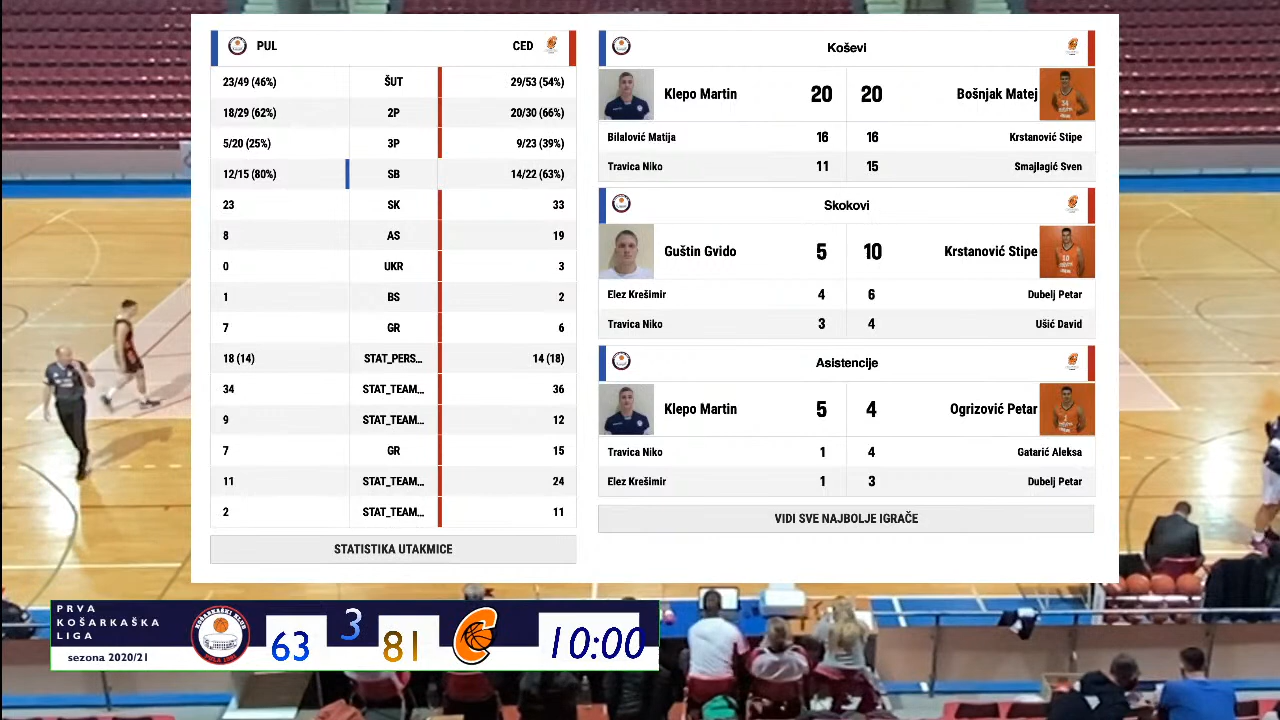 PUL CED
23/49 (46%) ŠUT 29/53 (54%)
18/29 (62%) 2P 20/30 (66%)
5/20 (25%) 3P 9/23 (39%)
12/15 (80%) SB 14/22 (63%)
23 SK 33
8 AS 19
0 UKR 3
1 BS 2
7 GR 6
18 (14) STAT_PERS... 14 (18)
34 STAT_TEAM... 36
9 STAT_TEAM... 12
7 GR 15
11 STAT_TEAM... 24
2 STAT_TEAM... 11
STATISTIKA UTAKMICE
Koševi
Klepo Martin 20 20 Bošnjak Matej
Bilalović Matija 16 16 Krstanović Stipe
Travica Niko 11 15 Smajlagić Sven
Skokovi
Guštin Gvido 5 10 Krstanović Stipe
Elez Krešimir 4 6 Dubelj Petar
Travica Niko 3 4 Ušić David
Asistencije
Klepo Martin 5 4 Ogrizović Petar
Travica Niko 1 4 Gatarić Aleksa
Elez Krešimir 1 3 Dubelj Petar
VIDI SVE NAJBOLJE IGRAČE
PRVA
KOŠARKAŠKA
LIGA
sezona 2020/21
63 3 81 10:00